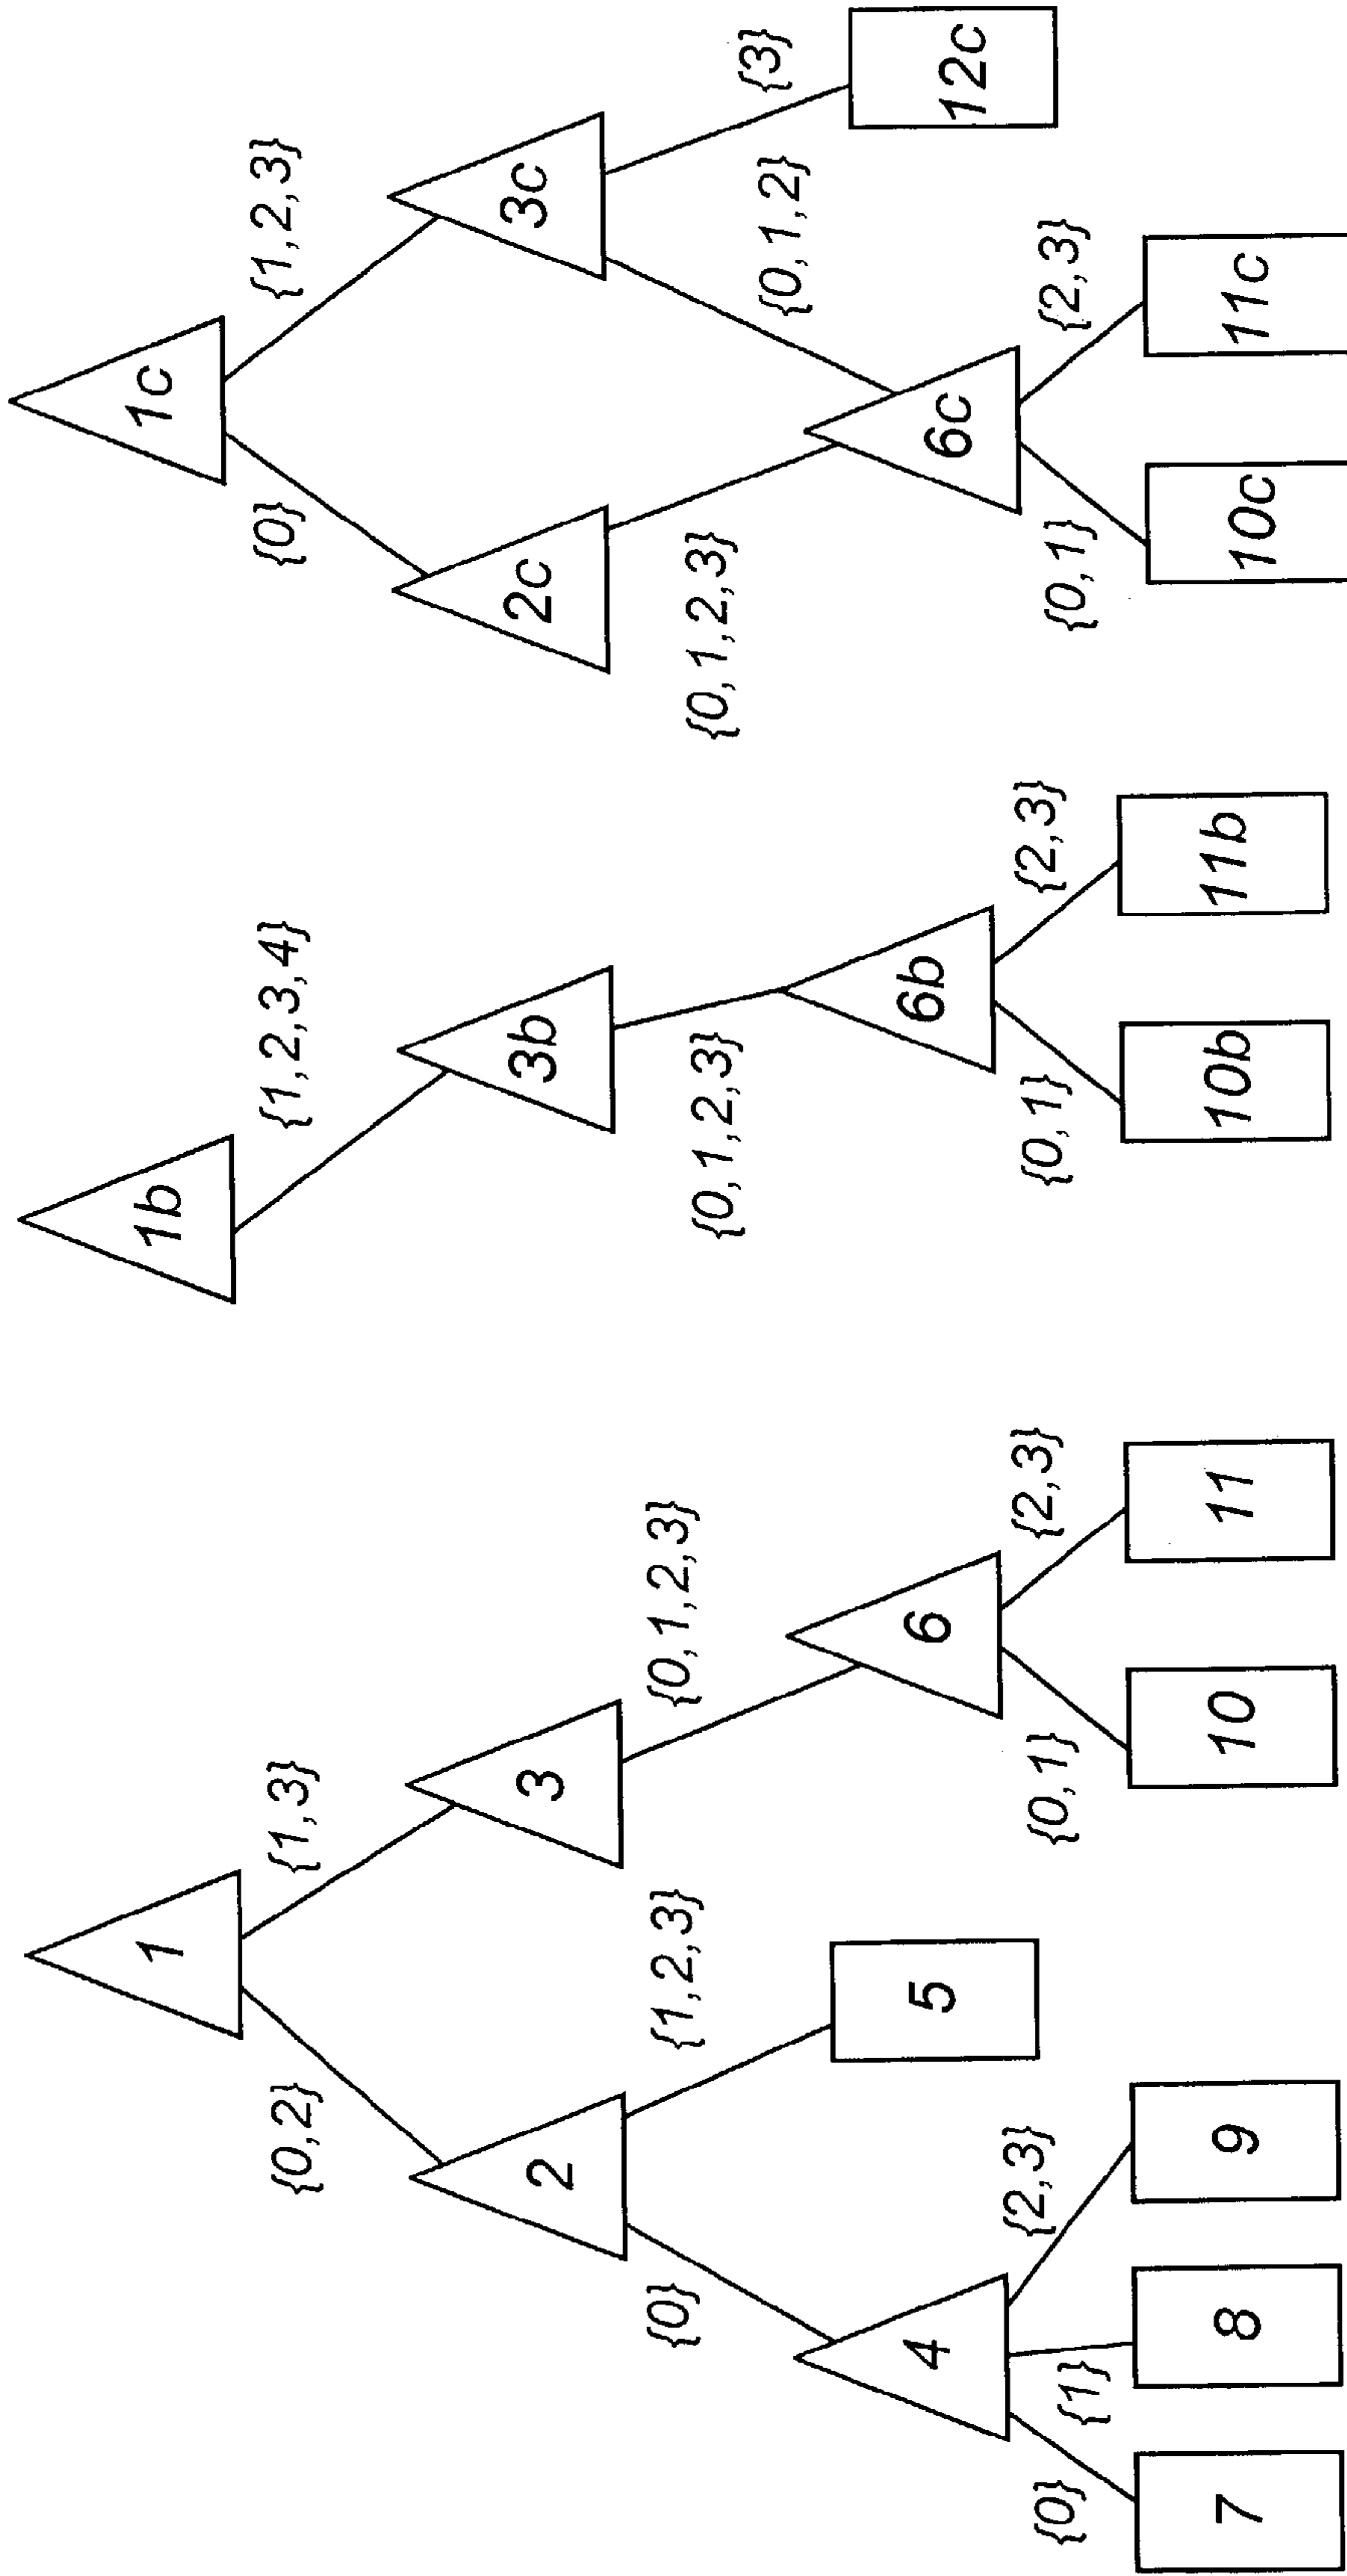 1
{0,2}
{1,3}
2
3
{0}
{1,2,3}
{0,1,2,3}
4
5
6
{0}
{1}
{2,3}
{0,1}
{2,3}
7
8
9
10
11
1b
{1,2,3,4}
3b
{0,1,2,3}
6b
{0,1}
{2,3}
10b
11b
1c
{0}
{1,2,3}
2c
3c
{0,1,2,3}
{0,1,2}
{3}
6c
12c
{0,1}
{2,3}
10c
11c